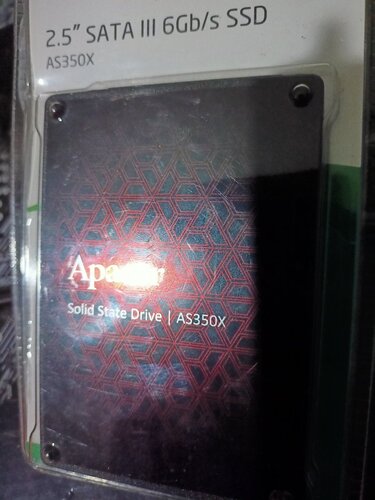 2.5" SATA III 6Gb/s SSD
AS350X
Apacer
Solid State Drive | AS350X